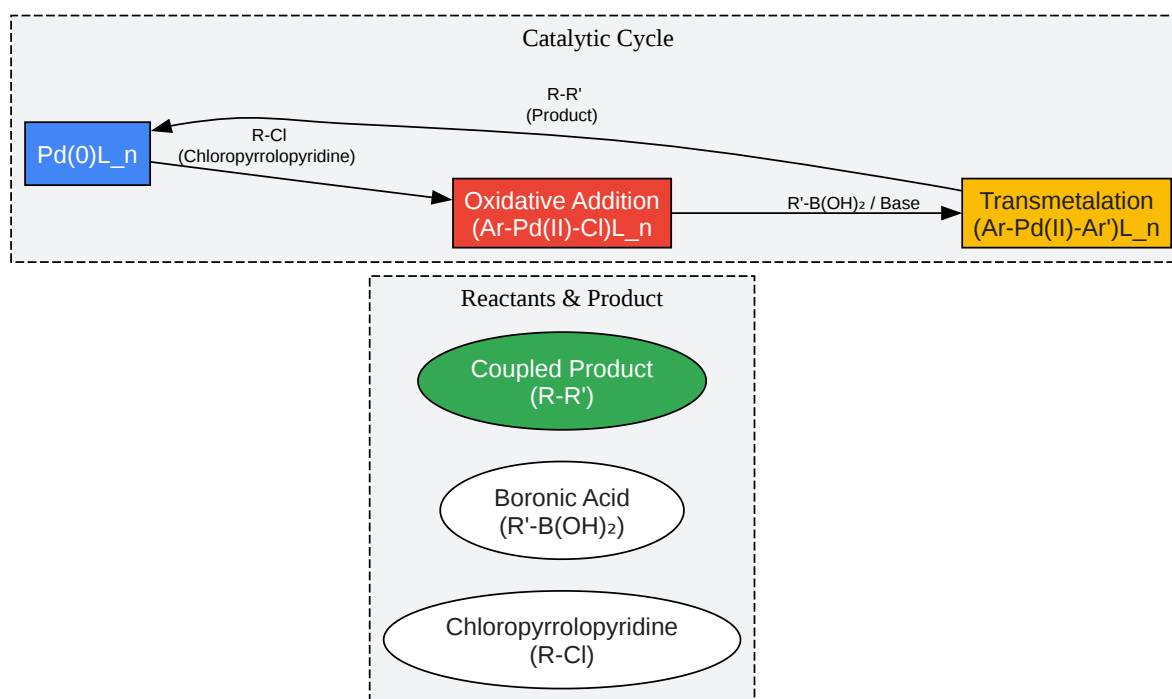 Catalytic Cycle
R-R'
(Product)
Pd(0)L_n
R-Cl
(Chloropyrrolopyridine)
Oxidative Addition
(Ar-Pd(II)-Cl)L_n
R'-B(OH)₂ / Base
Transmetalation
(Ar-Pd(II)-Ar')L_n
Reactants & Product
Coupled Product
(R-R')
Boronic Acid
(R'-B(OH)₂)
Chloropyrrolopyridine
(R-Cl)